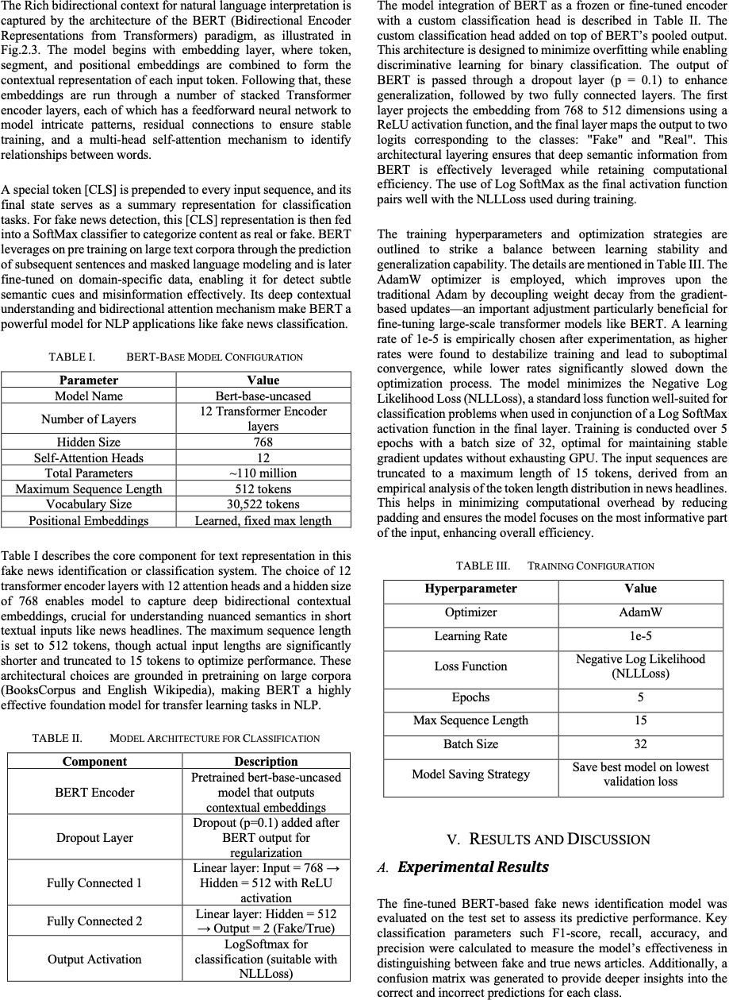 The Rich bidirectional context for natural language interpretation is
captured by the architecture of the BERT (Bidirectional Encoder
Representations from Transformers) paradigm, as illustrated in
Fig.2.3. The model begins with embedding layer, where token,
segment, and positional embeddings are combined to form the
contextual representation of each input token. Following that, these
embeddings are run through a number of stacked Transformer
encoder layers, each of which has a feedforward neural network to
model intricate patterns, residual connections to ensure stable
training, and a multi-head self-attention mechanism to identify
relationships between words.
A special token [CLS] is prepended to every input sequence, and its
final state serves as a summary representation for classification
tasks. For fake news detection, this [CLS] representation is then fed
into a SoftMax classifier to categorize content as real or fake. BERT
leverages on pre training on large text corpora through the prediction
of subsequent sentences and masked language modeling and is later
fine-tuned on domain-specific data, enabling it for detect subtle
semantic cues and misinformation effectively. Its deep contextual
understanding and bidirectional attention mechanism make BERT a
powerful model for NLP applications like fake news classification.
TABLE I. BERT-BASE MODEL CONFIGURATION
Parameter Value
Model Name Bert-base-uncased
Number of Layers 12 Transformer Encoder
layers
Hidden Size 768
Self-Attention Heads 12
Total Parameters ~110 million
Maximum Sequence Length 512 tokens
Vocabulary Size 30,522 tokens
Positional Embeddings Learned, fixed max length
Table I describes the core component for text representation in this
fake news identification or classification system. The choice of 12
transformer encoder layers with 12 attention heads and a hidden size
of 768 enables model to capture deep bidirectional contextual
embeddings, crucial for understanding nuanced semantics in short
textual inputs like news headlines. The maximum sequence length
is set to 512 tokens, though actual input lengths are significantly
shorter and truncated to 15 tokens to optimize performance. These
architectural choices are grounded in pretraining on large corpora
(BooksCorpus and English Wikipedia), making BERT a highly
effective foundation model for transfer learning tasks in NLP.
TABLE II. MODEL ARCHITECTURE FOR CLASSIFICATION
Component Description
BERT Encoder Pretrained bert-base-uncased
model that outputs
contextual embeddings
Dropout Layer Dropout (p=0.1) added after
BERT output for
regularization
Fully Connected 1 Linear layer: Input = 768 →
Hidden = 512 with ReLU
activation
Fully Connected 2 Linear layer: Hidden = 512
→ Output = 2 (Fake/True)
Output Activation LogSoftmax for
classification (suitable with
NLLLoss)
The model integration of BERT as a frozen or fine-tuned encoder
with a custom classification head is described in Table II. The
custom classification head added on top of BERT's pooled output.
This architecture is designed to minimize overfitting while enabling
discriminative learning for binary classification. The output of
BERT is passed through a dropout layer (p = 0.1) to enhance
generalization, followed by two fully connected layers. The first
layer projects the embedding from 768 to 512 dimensions using a
ReLU activation function, and the final layer maps the output to two
logits corresponding to the classes: "Fake" and "Real". This
architectural layering ensures that deep semantic information from
BERT is effectively leveraged while retaining computational
efficiency. The use of Log SoftMax as the final activation function
pairs well with the NLLLoss used during training.
The training hyperparameters and optimization strategies are
outlined to strike a balance between learning stability and
generalization capability. The details are mentioned in Table III. The
AdamW optimizer is employed, which improves upon the
traditional Adam by decoupling weight decay from the gradient-
based updates—an important adjustment particularly beneficial for
fine-tuning large-scale transformer models like BERT. A learning
rate of 1e-5 is empirically chosen after experimentation, as higher
rates were found to destabilize training and lead to suboptimal
convergence, while lower rates significantly slowed down the
optimization process. The model minimizes the Negative Log
Likelihood Loss (NLLLoss), a standard loss function well-suited for
classification problems when used in conjunction of a Log SoftMax
activation function in the final layer. Training is conducted over 5
epochs with a batch size of 32, optimal for maintaining stable
gradient updates without exhausting GPU. The input sequences are
truncated to a maximum length of 15 tokens, derived from an
empirical analysis of the token length distribution in news headlines.
This helps in minimizing computational overhead by reducing
padding and ensures the model focuses on the most informative part
of the input, enhancing overall efficiency.
TABLE III. TRAINING CONFIGURATION
Hyperparameter Value
Optimizer AdamW
Learning Rate 1e-5
Loss Function Negative Log Likelihood
(NLLLoss)
Epochs 5
Max Sequence Length 15
Batch Size 32
Model Saving Strategy Save best model on lowest
validation loss
V. RESULTS AND DISCUSSION
A. Experimental Results
The fine-tuned BERT-based fake news identification model was
evaluated on the test set to assess its predictive performance. Key
classification parameters such F1-score, recall, accuracy, and
precision were calculated to measure the model's effectiveness in
distinguishing between fake and true news articles. Additionally, a
confusion matrix was generated to provide deeper insights into the
correct and incorrect predictions for each class.